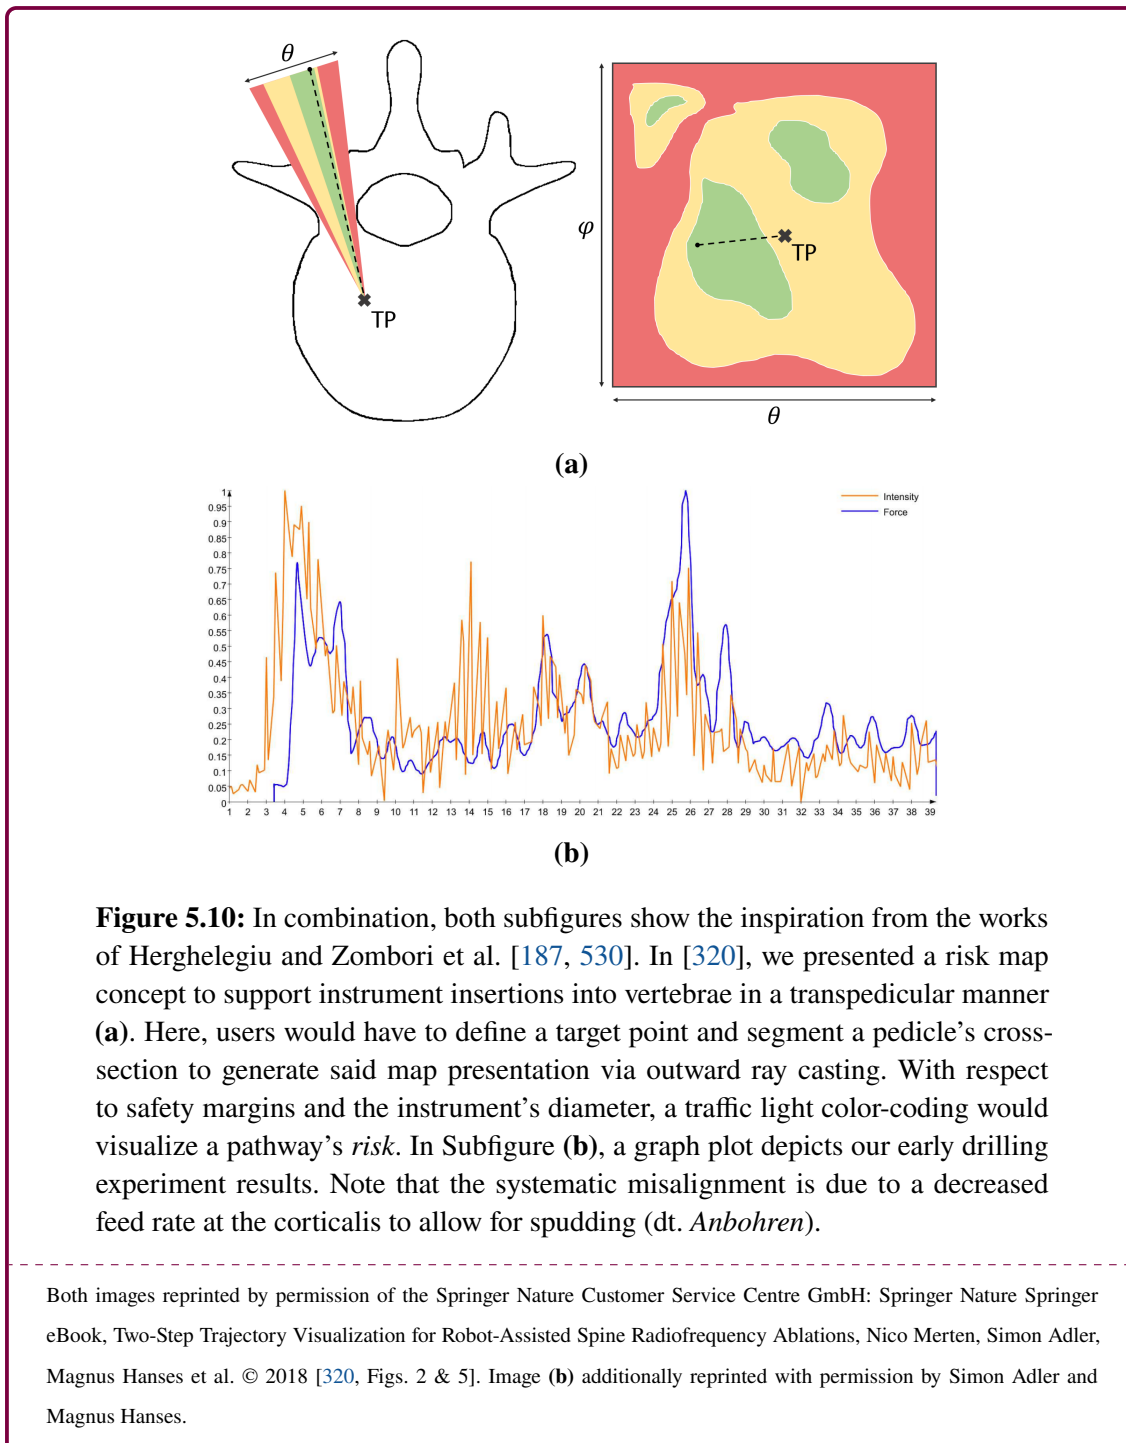 θ
TP
φ
TP
θ
(a)
1
0.95
0.9
0.85
0.8
0.75
0.7
0.65
0.6
0.55
0.5
0.45
0.4
0.35
0.3
0.25
0.2
0.15
0.1
0.05
0
1 2 3 4 5 6 7 8 9 10 11 12 13 14 15 16 17 18 19 20 21 22 23 24 25 26 27 28 29 30 31 32 33 34 35 36 37 38 39
Intensity
Force
(b)
Figure 5.10: In combination, both subfigures show the inspiration from the works
of Herghelegiu and Zombori et al. [187, 530]. In [320], we presented a risk map
concept to support instrument insertions into vertebrae in a transpedicular manner
(a). Here, users would have to define a target point and segment a pedicle's cross-
section to generate said map presentation via outward ray casting. With respect
to safety margins and the instrument's diameter, a traffic light color-coding would
visualize a pathway's risk. In Subfigure (b), a graph plot depicts our early drilling
experiment results. Note that the systematic misalignment is due to a decreased
feed rate at the corticalis to allow for spudding (dt. Anbohren).
Both images reprinted by permission of the Springer Nature Customer Service Centre GmbH: Springer Nature Springer
eBook, Two-Step Trajectory Visualization for Robot-Assisted Spine Radiofrequency Ablations, Nico Merten, Simon Adler,
Magnus Hanses et al. © 2018 [320, Figs. 2 & 5]. Image (b) additionally reprinted with permission by Simon Adler and
Magnus Hanses.